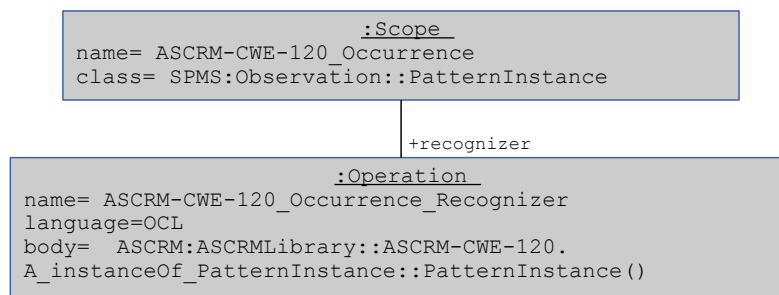 :Scope
name= ASCRM-CWE-120_Occurrence
class= SPMS:Observation::PatternInstance
+recognizer
:Operation
name= ASCRM-CWE-120_Occurrence_Recognizer
language=OCL
body=  ASCRM:ASCRMLibrary::ASCRM-CWE-120.
A_instanceOf_PatternInstance::PatternInstance()